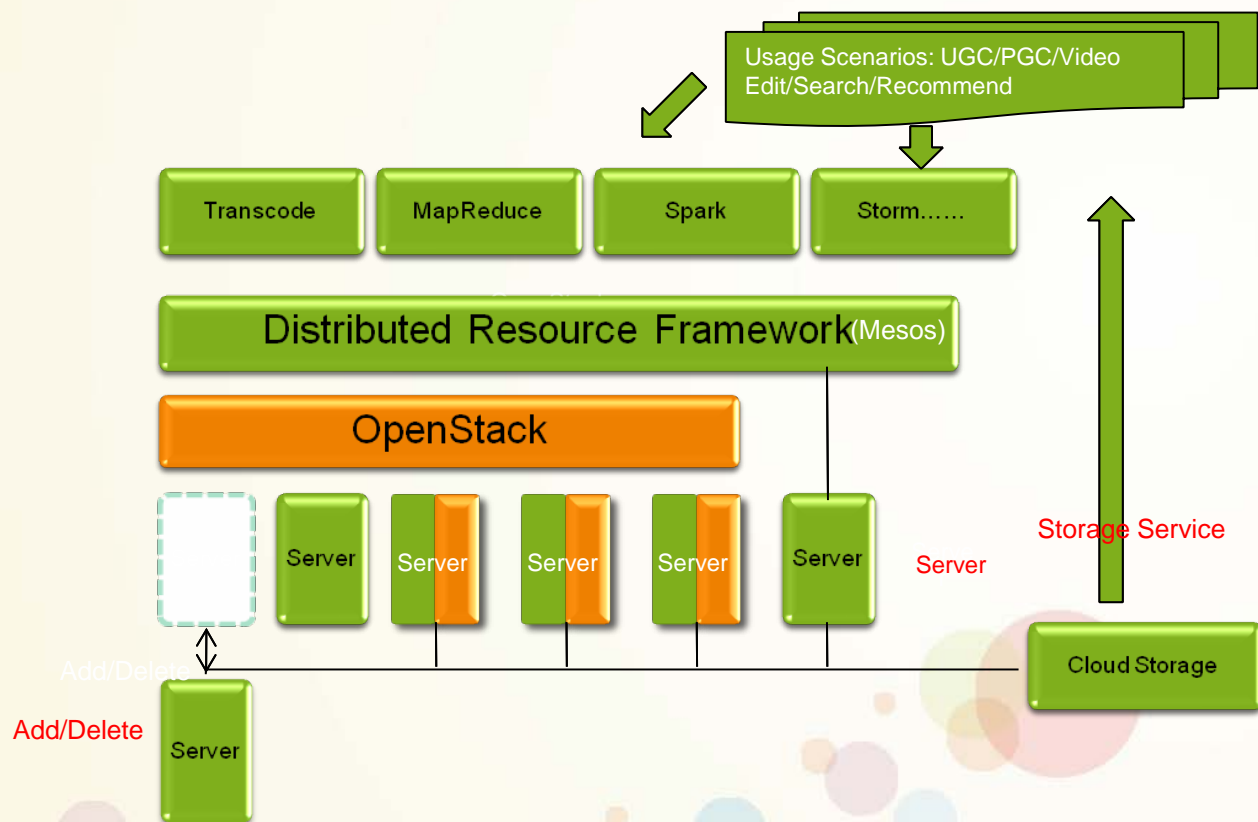 Usage Scenarios: UGC/PGC/Video
Edit/Search/Recommend
Transcode
MapReduce
Spark
Storm……
Distributed Resource Framework(Mesos)
OpenStack
Server
Server
Server
Server
Server
Server
Storage Service
Cloud Storage
Add/Delete
Add/Delete
Server